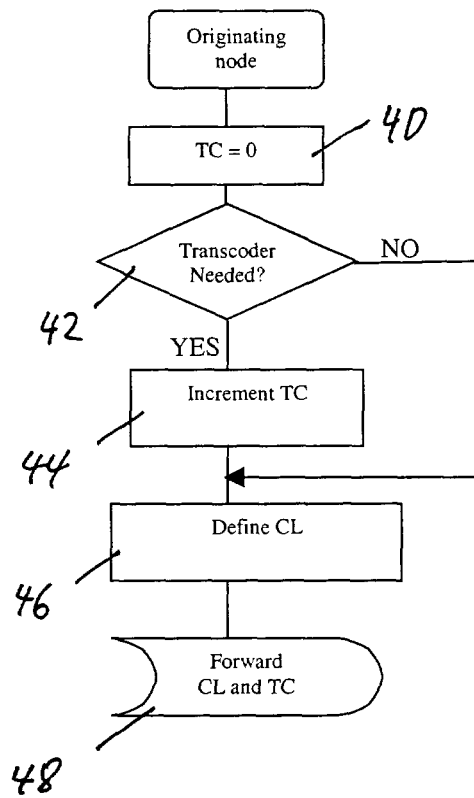 Originating
node
40
TC = 0
Transcoder
Needed?
NO
42
YES
Increment TC
44
Define CL
46
Forward
CL and TC
48